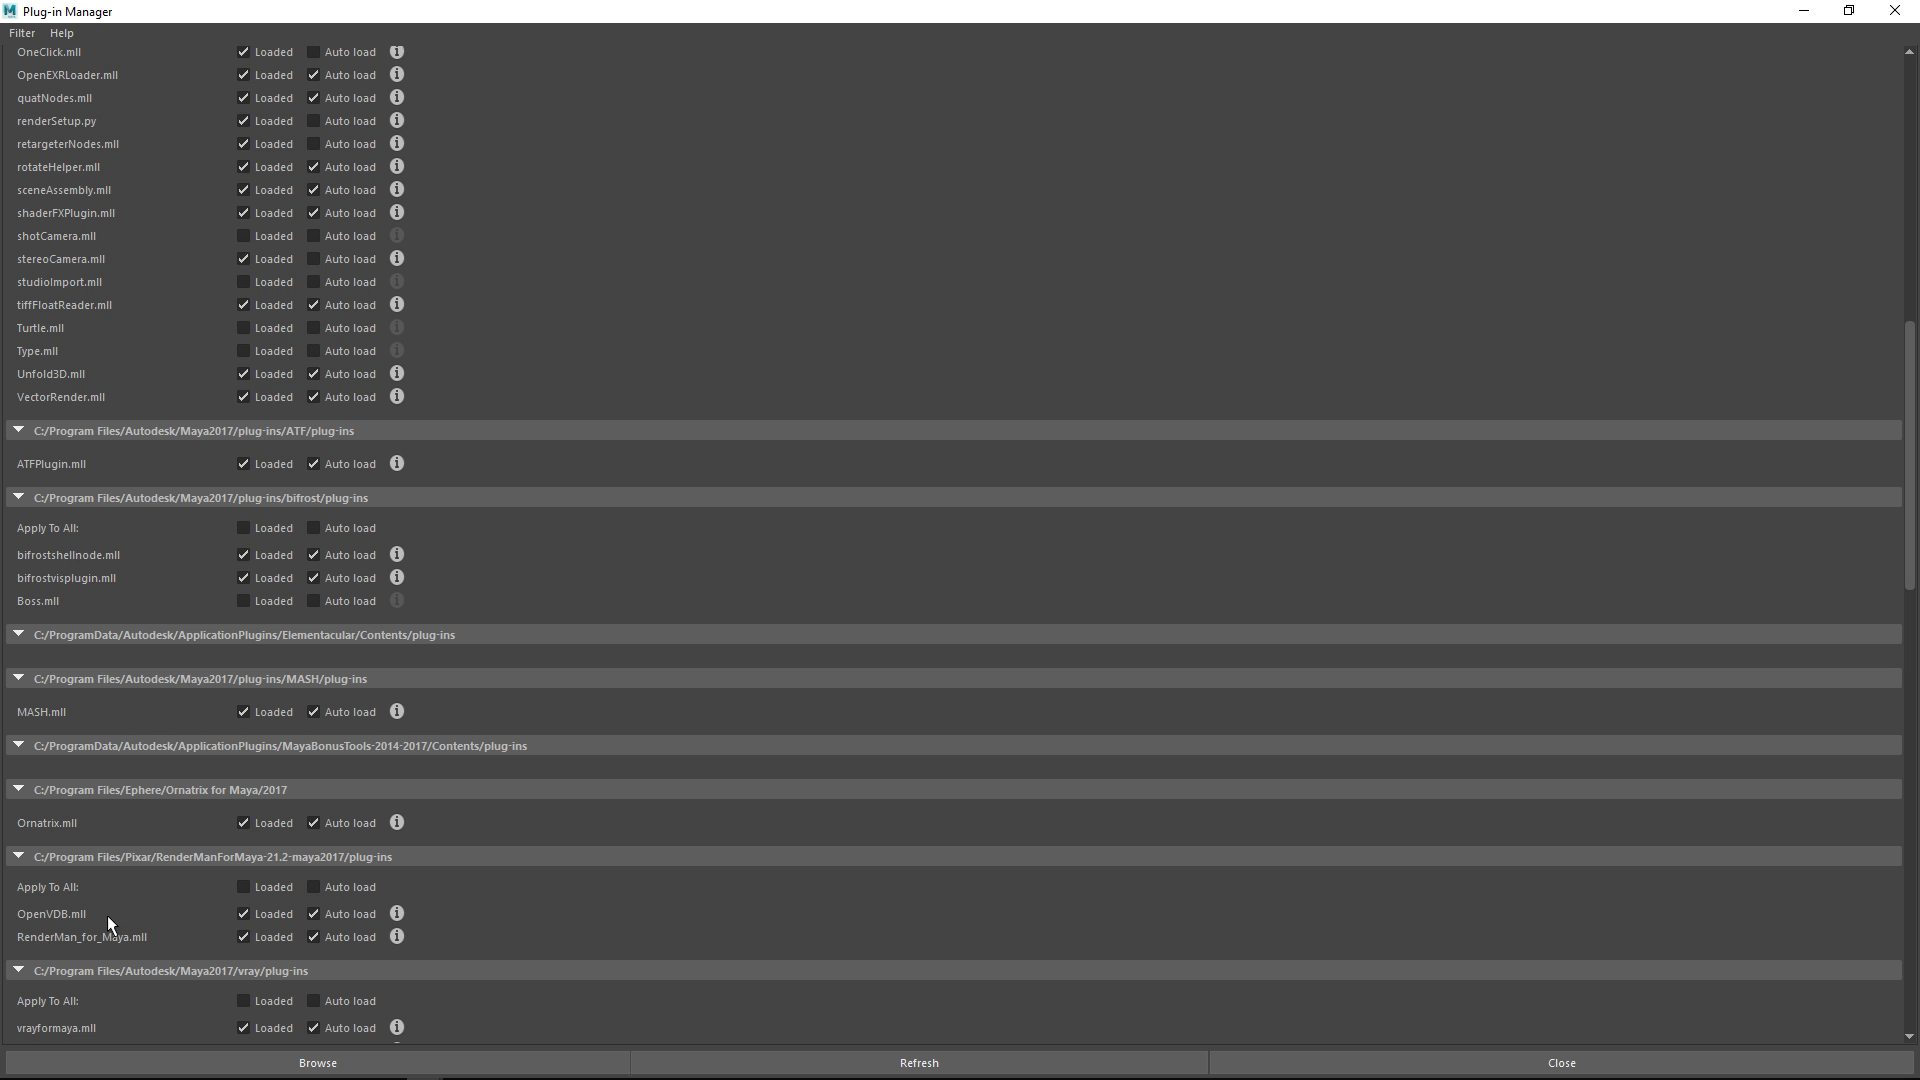 Plug-in Manager
Filter Help
OneClick.mll Loaded Auto load
OpenEXRLoader.mll Loaded Auto load
quatNodes.mll Loaded Auto load
renderSetup.py Loaded Auto load
retargeterNodes.mll Loaded Auto load
rotateHelper.mll Loaded Auto load
sceneAssembly.mll Loaded Auto load
shaderFXPlugin.mll Loaded Auto load
shotCamera.mll Loaded Auto load
stereoCamera.mll Loaded Auto load
studioImport.mll Loaded Auto load
tiffFloatReader.mll Loaded Auto load
Turtle.mll Loaded Auto load
Type.mll Loaded Auto load
Unfold3D.mll Loaded Auto load
VectorRender.mll Loaded Auto load
C:/Program Files/Autodesk/Maya2017/plug-ins/ATF/plug-ins
ATFPlugin.mll Loaded Auto load
C:/Program Files/Autodesk/Maya2017/plug-ins/bifrost/plug-ins
Apply To All: Loaded Auto load
bifrostshellnode.mll Loaded Auto load
bifrostvisplugin.mll Loaded Auto load
Boss.mll Loaded Auto load
C:/ProgramData/Autodesk/ApplicationPlugins/Elementacular/Contents/plug-ins
C:/Program Files/Autodesk/Maya2017/plug-ins/MASH/plug-ins
MASH.mll Loaded Auto load
C:/ProgramData/Autodesk/ApplicationPlugins/MayaBonusTools-2014-2017/Contents/plug-ins
C:/Program Files/Ephere/Ornatrix for Maya/2017
Ornatrix.mll Loaded Auto load
C:/Program Files/Pixar/RenderManForMaya-21.2-maya2017/plug-ins
Apply To All: Loaded Auto load
OpenVDB.mll Loaded Auto load
RenderMan_for_Maya.mll Loaded Auto load
C:/Program Files/Autodesk/Maya2017/vray/plug-ins
Apply To All: Loaded Auto load
vrayformaya.mll Loaded Auto load
Browse Refresh Close